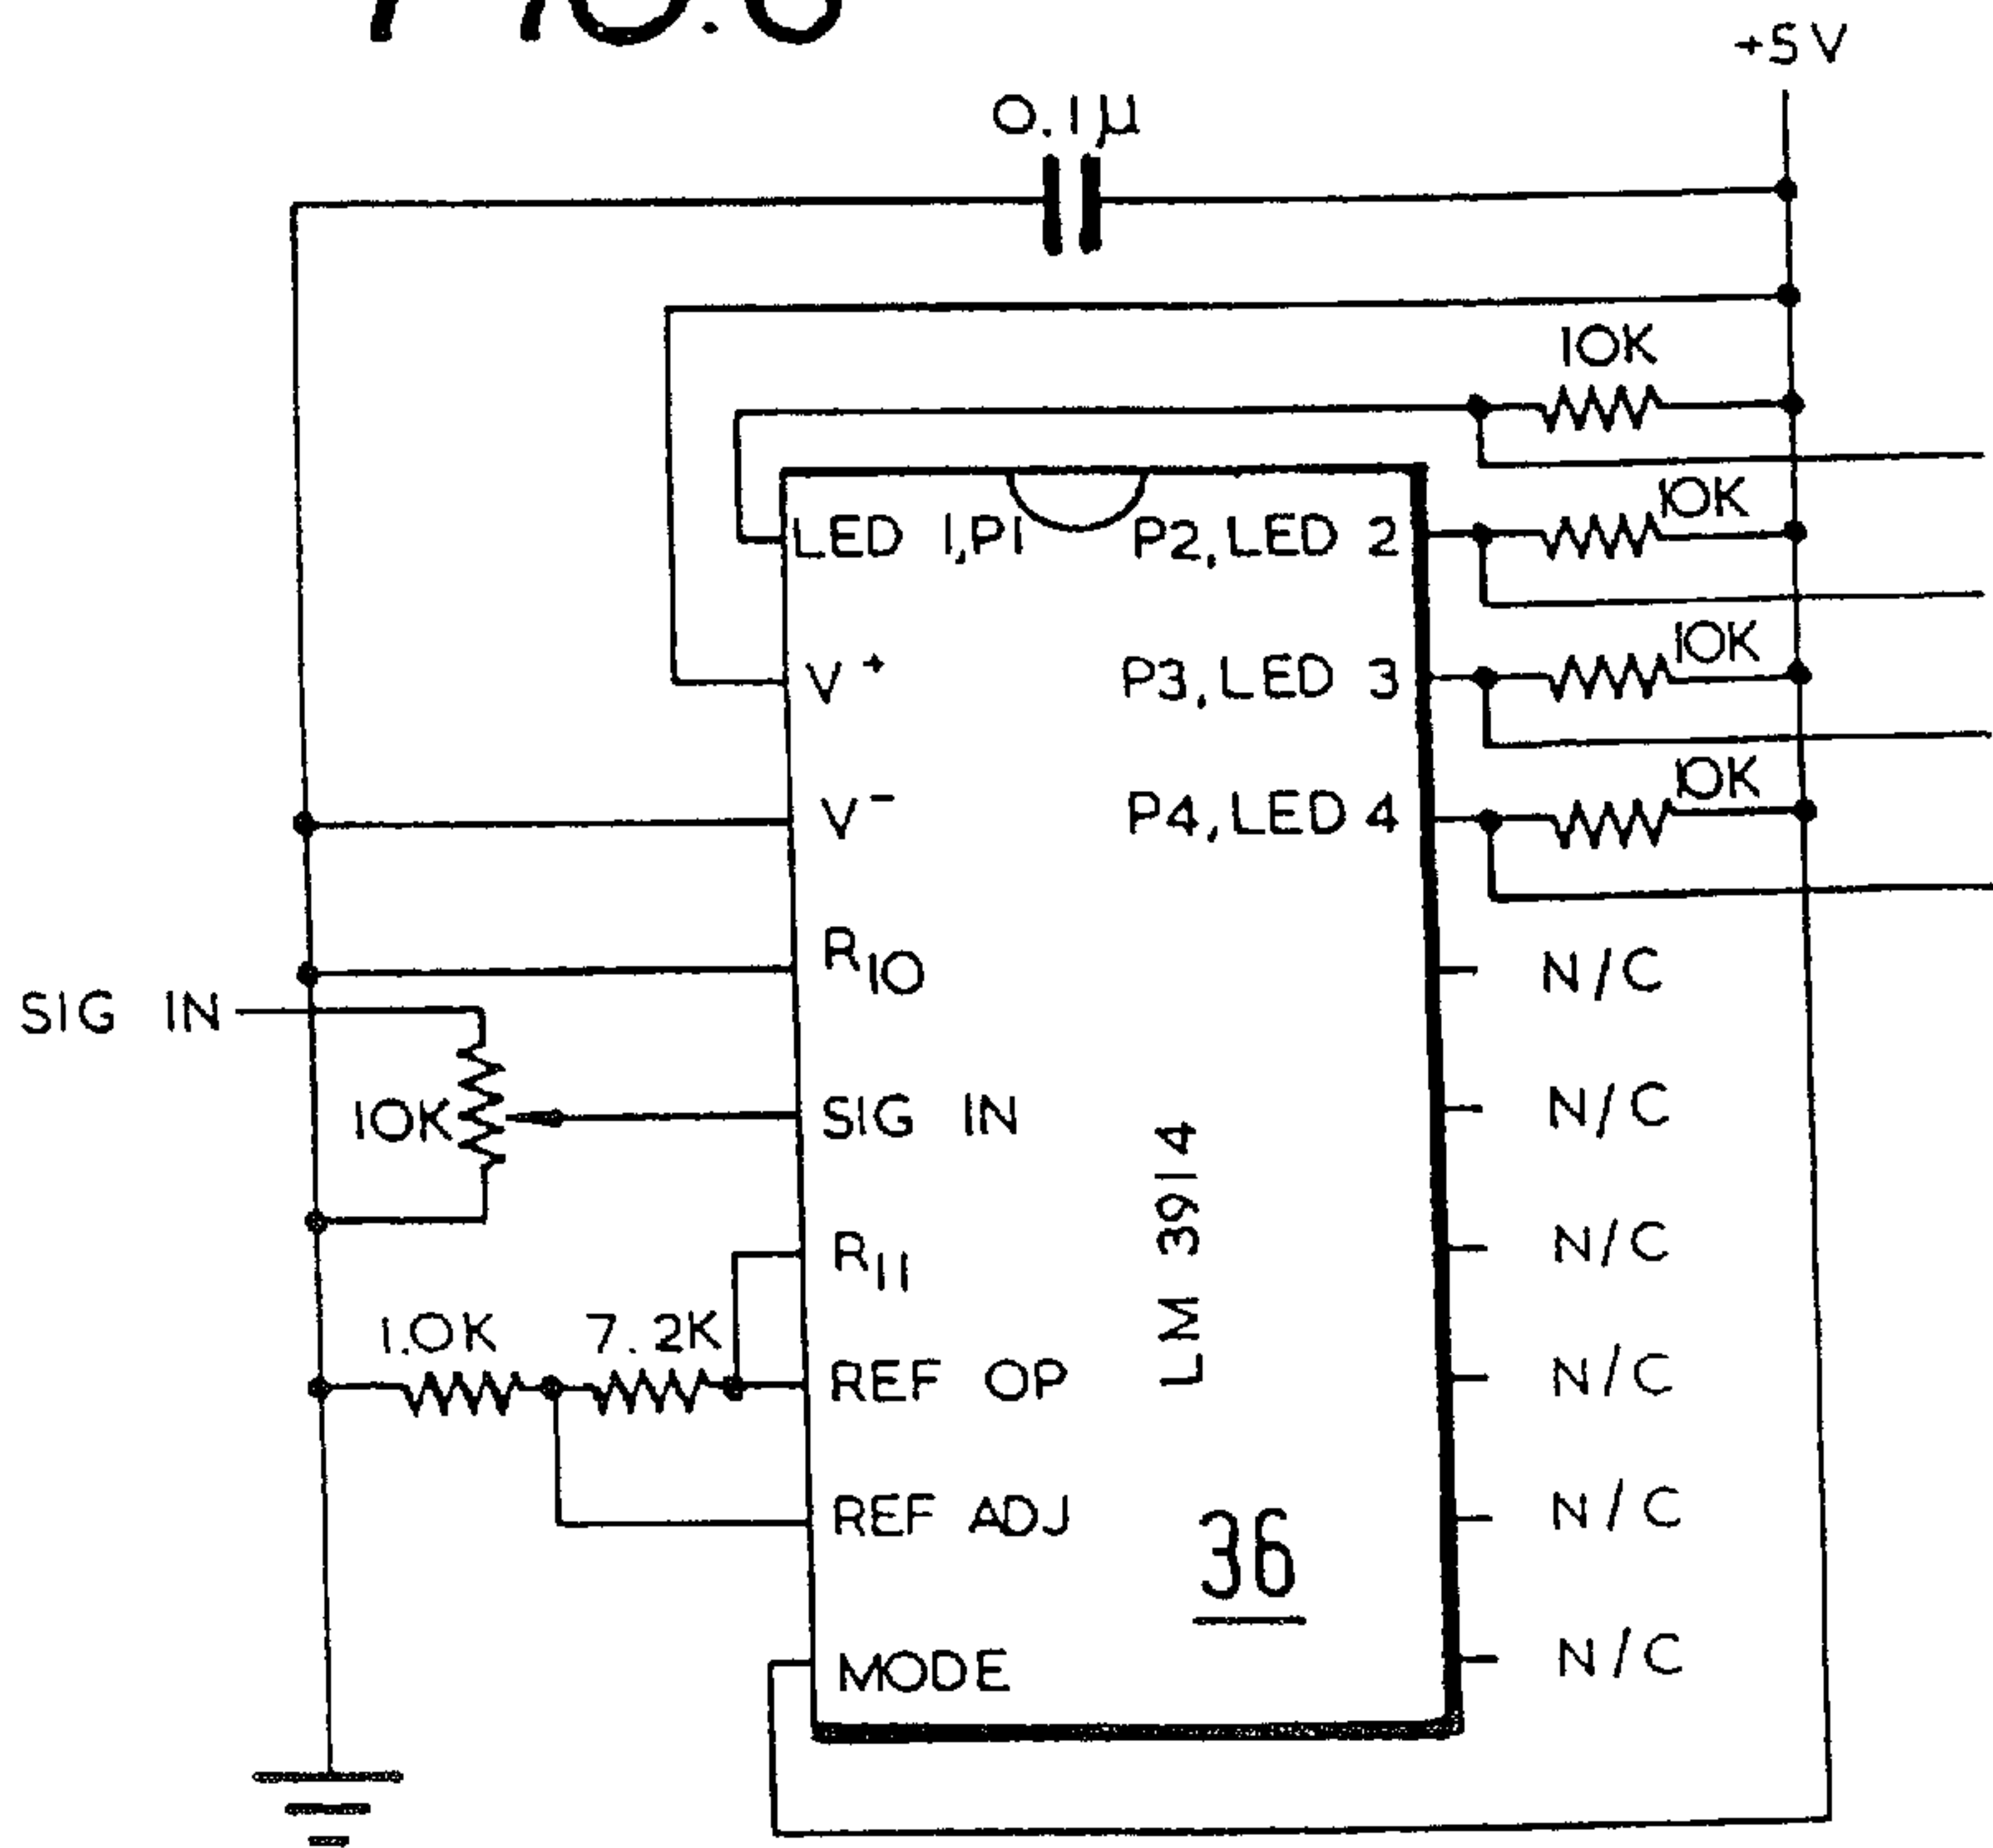 +5V
0.1µ
10K
LED 1,P1
P2,LED 2
10K
V+
P3,LED 3
10K
V-
P4,LED 4
10K
R10
N/C
SIG IN
10K
SIG IN
N/C
LM 3914
R11
N/C
1.0K
7.2K
REF OP
N/C
REF ADJ
N/C
36
MODE
N/C